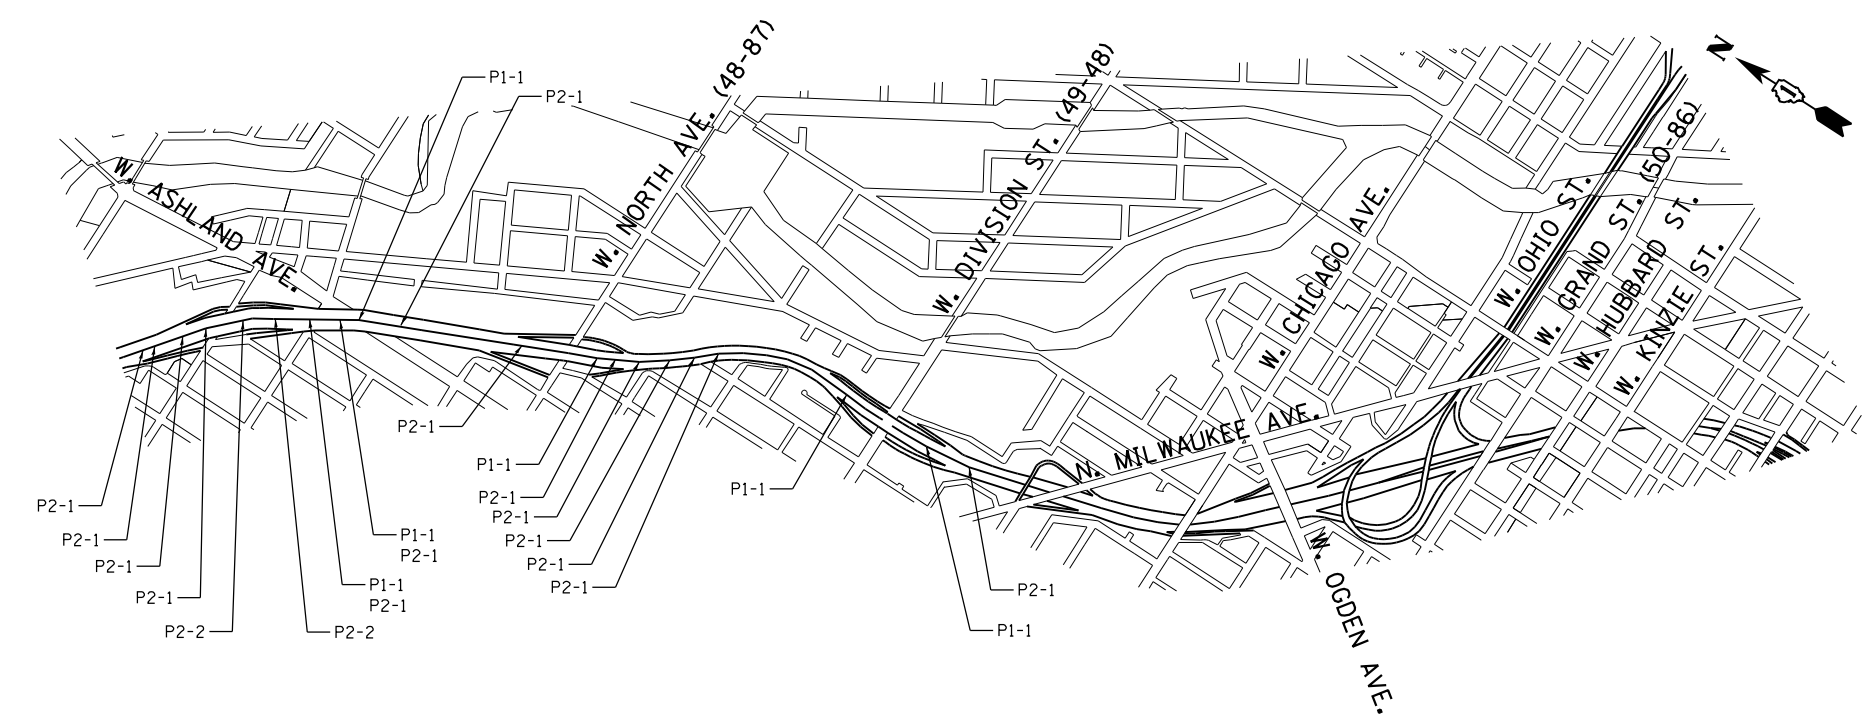 P1-1
P2-1
W. NORTH AVE. (48-87)
W. DIVISION ST. (49-48)
W. CHICAGO AVE.
W. OHIO ST.
W. GRAND ST. (50-86)
W. HUBBARD ST.
W. KINZIE ST.
N
1
W. ASHLAND AVE.
N. MILWAUKEE AVE.
W. OGDEN AVE.
P2-1
P1-1
P2-1
P1-1
P2-1
P2-1
P2-1
P2-1
P2-1
P2-1
P2-1
P2-1
P2-1
P2-2
P2-2
P1-1
P2-1
P1-1
P2-1
P2-1
P1-1